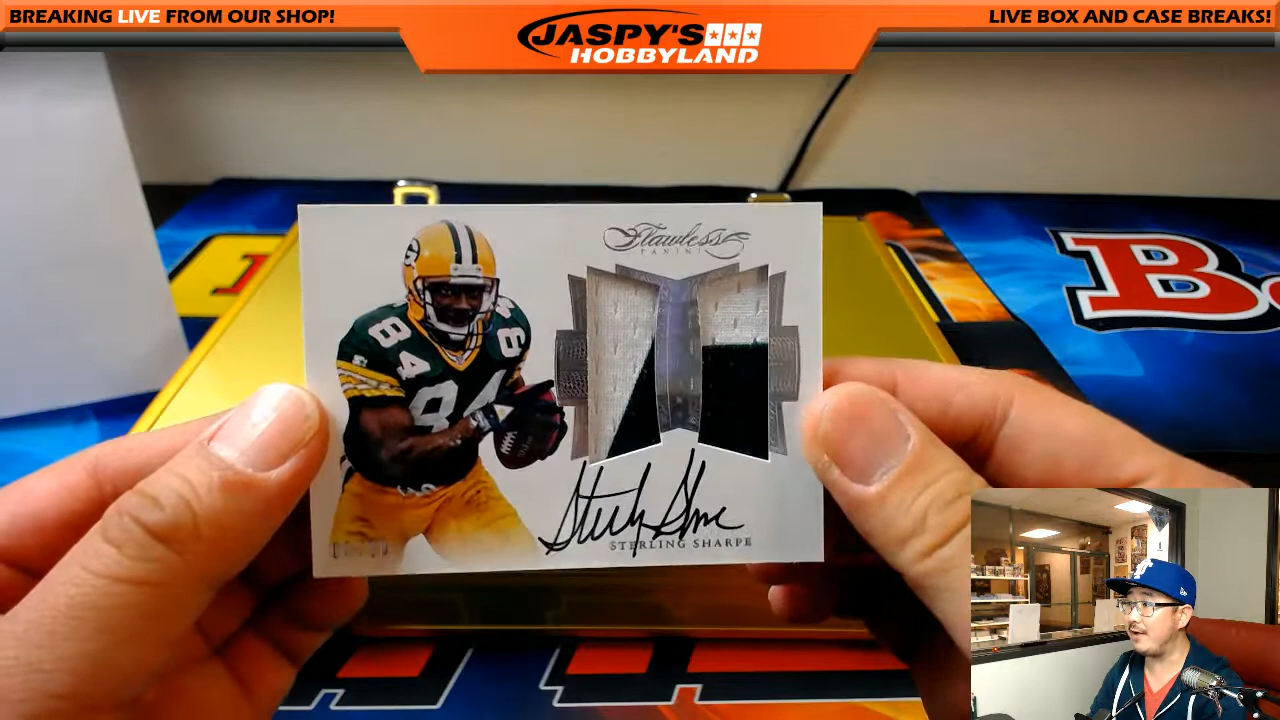 BREAKING LIVE FROM OUR SHOP!
JASPY'S
HOBBYLAND
LIVE BOX AND CASE BREAKS!
Flawless
PANINI
84
84
STERLING SHARPE
B.